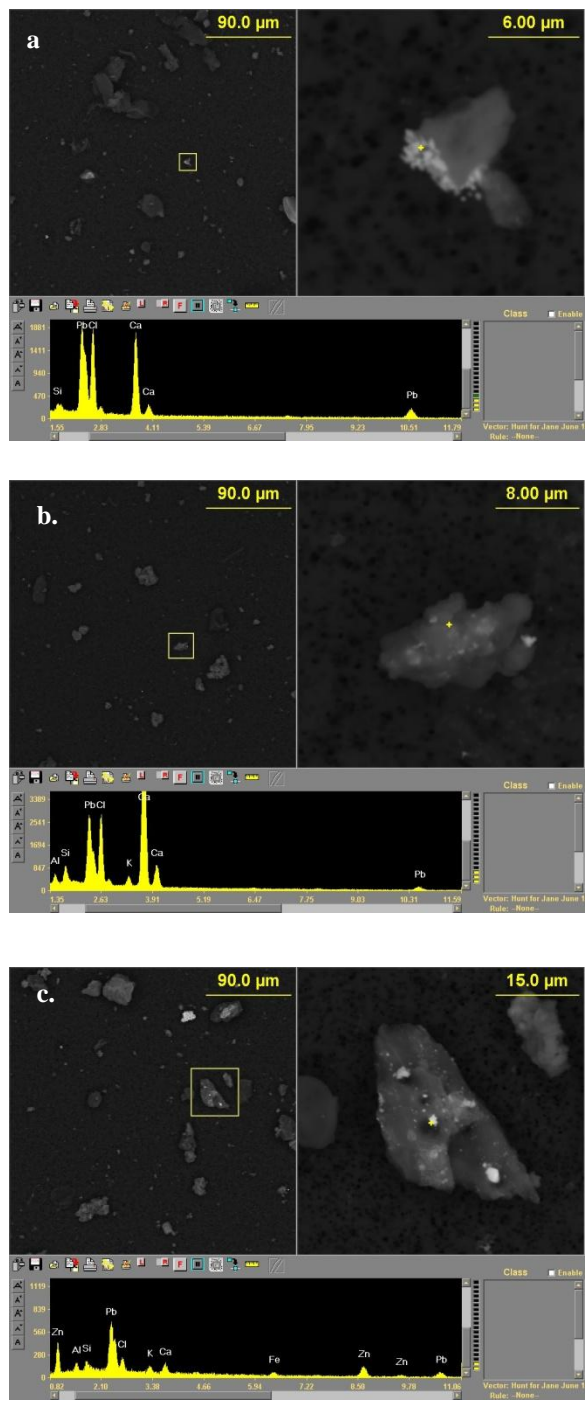 a
90.0 µm
6.00 µm
Class
Enable
1881
1411
940
470
0
Pb Cl
Ca
Si
Ca
Pb
1.55 2.83 4.11 5.39 6.67 7.95 9.23 10.51 11.79
Vector: Hunt for Jane June 1
Rule: --None--
b.
90.0 µm
8.00 µm
Class
Enable
3389
2541
1694
847
0
Pb Cl
Ca
Al
Si
K
Ca
Pb
1.35 2.63 3.91 5.19 6.47 7.75 9.03 10.31 11.59
Vector: Hunt for Jane June 1
Rule: --None--
c.
90.0 µm
15.0 µm
Class
Enable
1119
839
560
280
0
Zn
Al
Si
Pb
Cl
K
Ca
Fe
Zn
Zn
Pb
0.82 2.10 3.38 4.66 5.94 7.22 8.50 9.78 11.06
Vector: Hunt for Jane June 1
Rule: --None--